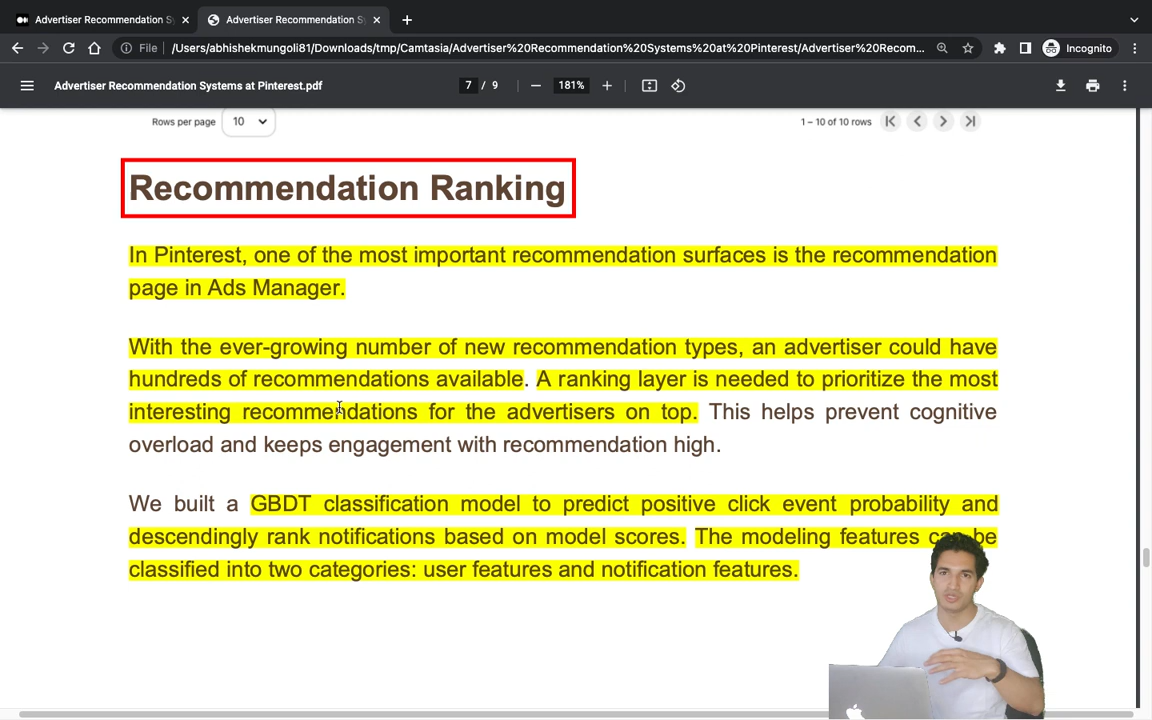 Advertiser Recommendation S
Advertiser Recommendation S
File
/Users/abhishekmungoli81/Downloads/tmp/Camtasia/Advertiser%20Recommendation%20Systems%20at%20Pinterest/Advertiser%20Recom...
Incognito
Advertiser Recommendation Systems at Pinterest.pdf
7 / 9
181%
Rows per page 10
1 – 10 of 10 rows
Recommendation Ranking
In Pinterest, one of the most important recommendation surfaces is the recommendation
page in Ads Manager.
With the ever-growing number of new recommendation types, an advertiser could have
hundreds of recommendations available. A ranking layer is needed to prioritize the most
interesting recommendations for the advertisers on top. This helps prevent cognitive
overload and keeps engagement with recommendation high.
We built a GBDT classification model to predict positive click event probability and
descendingly rank notifications based on model scores. The modeling features can be
classified into two categories: user features and notification features.